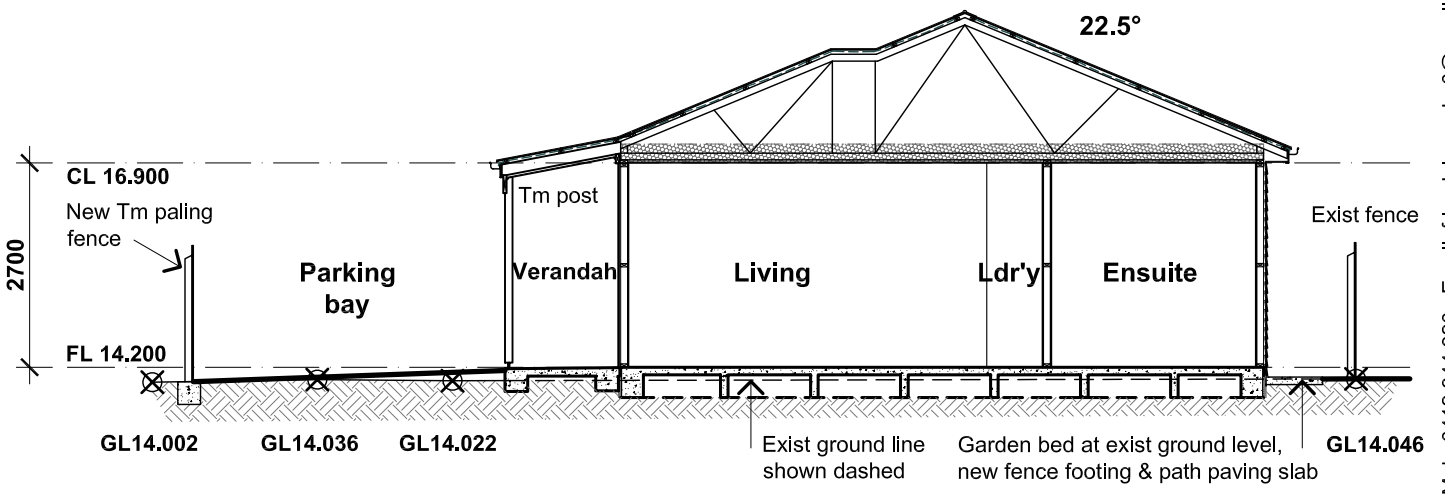 22.5°
CL 16.900
New Tm paling
fence
2700
Tm post
Exist fence
Parking
bay
Verandah
Living
Ldr'y
Ensuite
FL 14.200
GL14.002
GL14.036
GL14.022
Exist ground line
shown dashed
Garden bed at exist ground level,
new fence footing & path paving slab
GL14.046